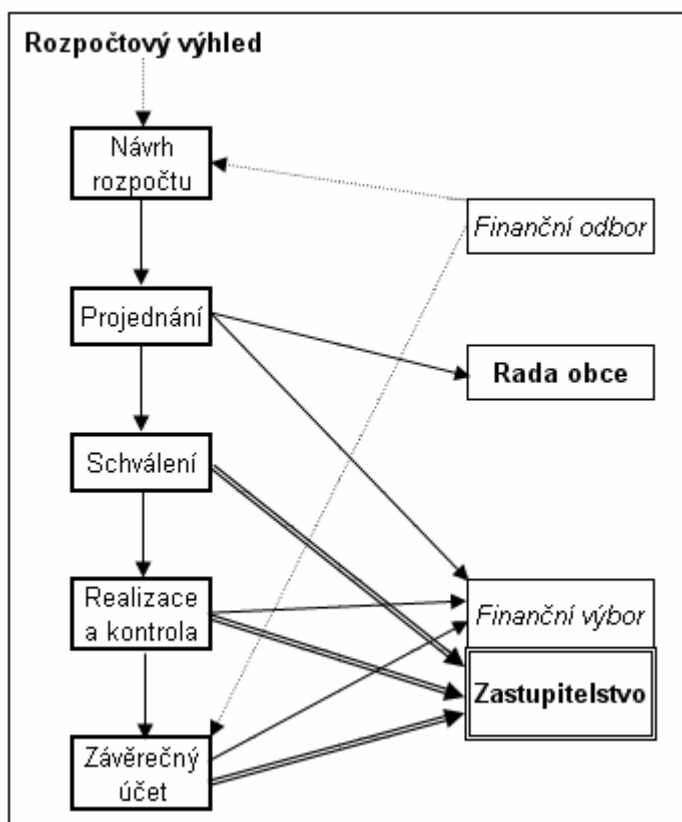 Rozpočtový výhled
Návrh
rozpočtu
Finanční odbor
Projednání
Rada obce
Schválení
Realizace
a kontrola
Finanční výbor
Zastupitelstvo
Závěrečný
účet